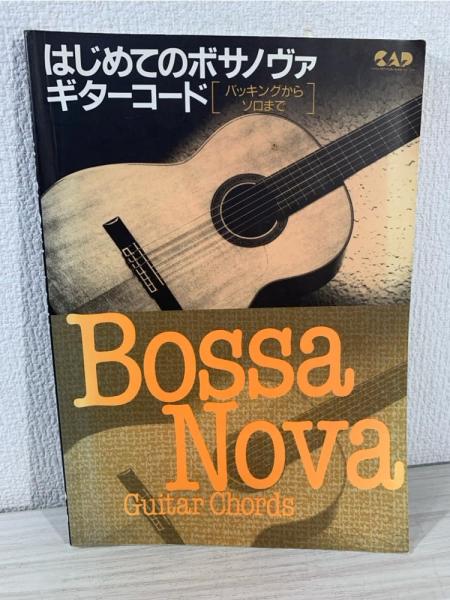 はじめてのボサノヴァ
ギターコード
バッキングから
ソロまで
CAP
Bossa
Nova
Guitar Chords